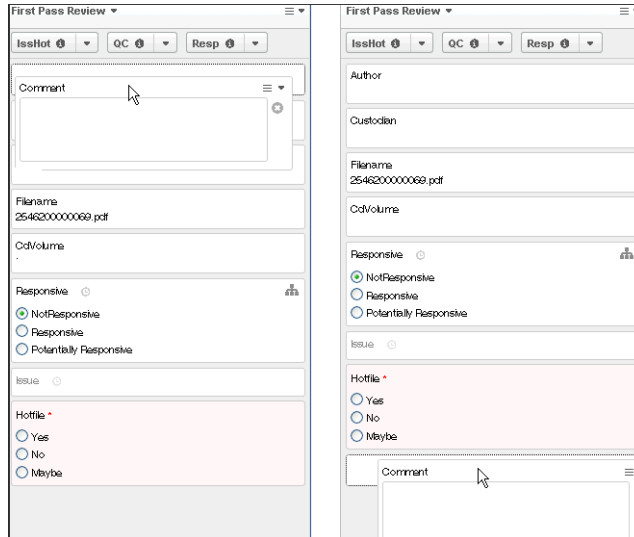 First Pass Review
IssHot QC Resp
Comment
Filename
2546200000069.pdf
CdVolume
Responsive
NotResponsive
Responsive
Potentially Responsive
Issue
Hotfile *
Yes
No
Maybe
First Pass Review
IssHot QC Resp
Author
Custodian
Filename
2546200000069.pdf
CdVolume
Responsive
NotResponsive
Responsive
Potentially Responsive
Issue
Hotfile *
Yes
No
Maybe
Comment